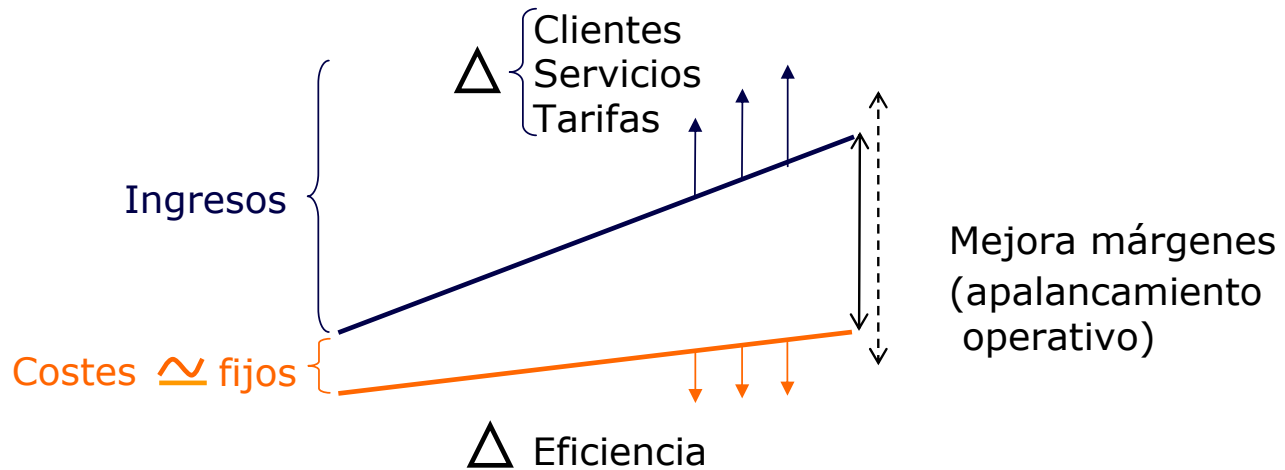 Clientes
Δ Servicios
Tarifas
Ingresos
Mejora márgenes
(apalancamiento
operativo)
Costes ≃ fijos
Δ Eficiencia